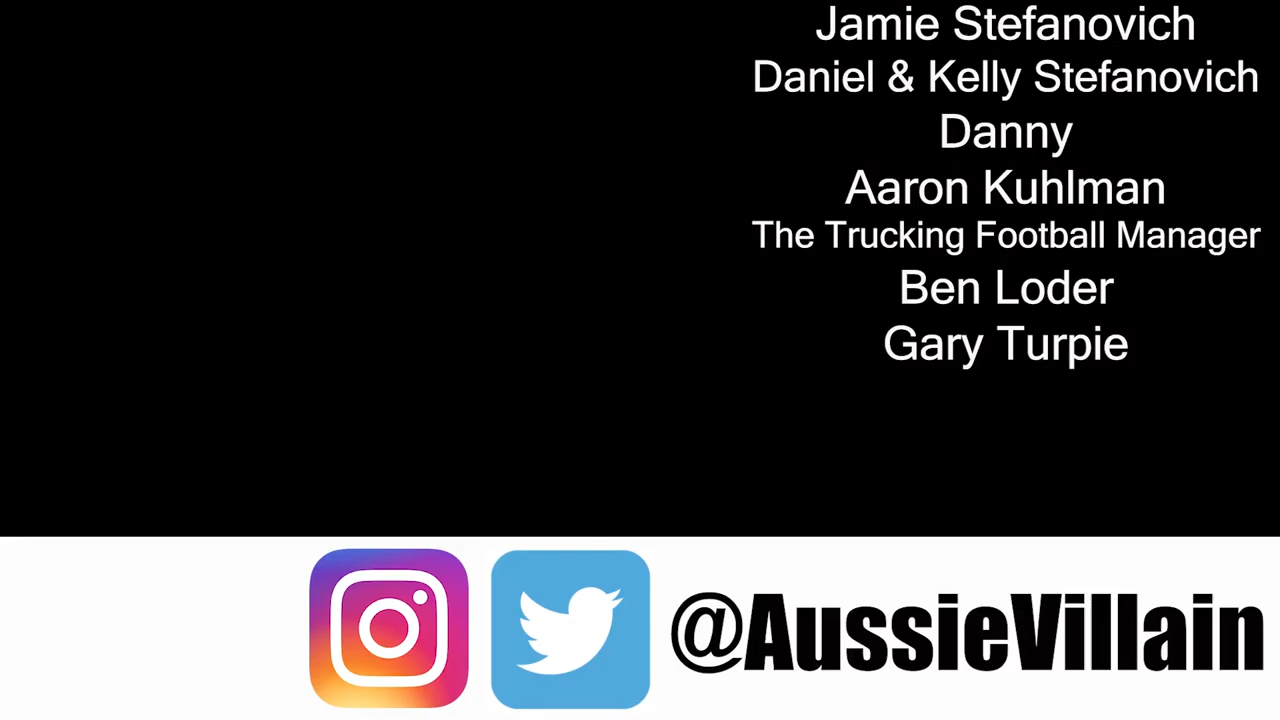 Jamie Stefanovich
Daniel & Kelly Stefanovich
Danny
Aaron Kuhlman
The Trucking Football Manager
Ben Loder
Gary Turpie
@AussieVillain